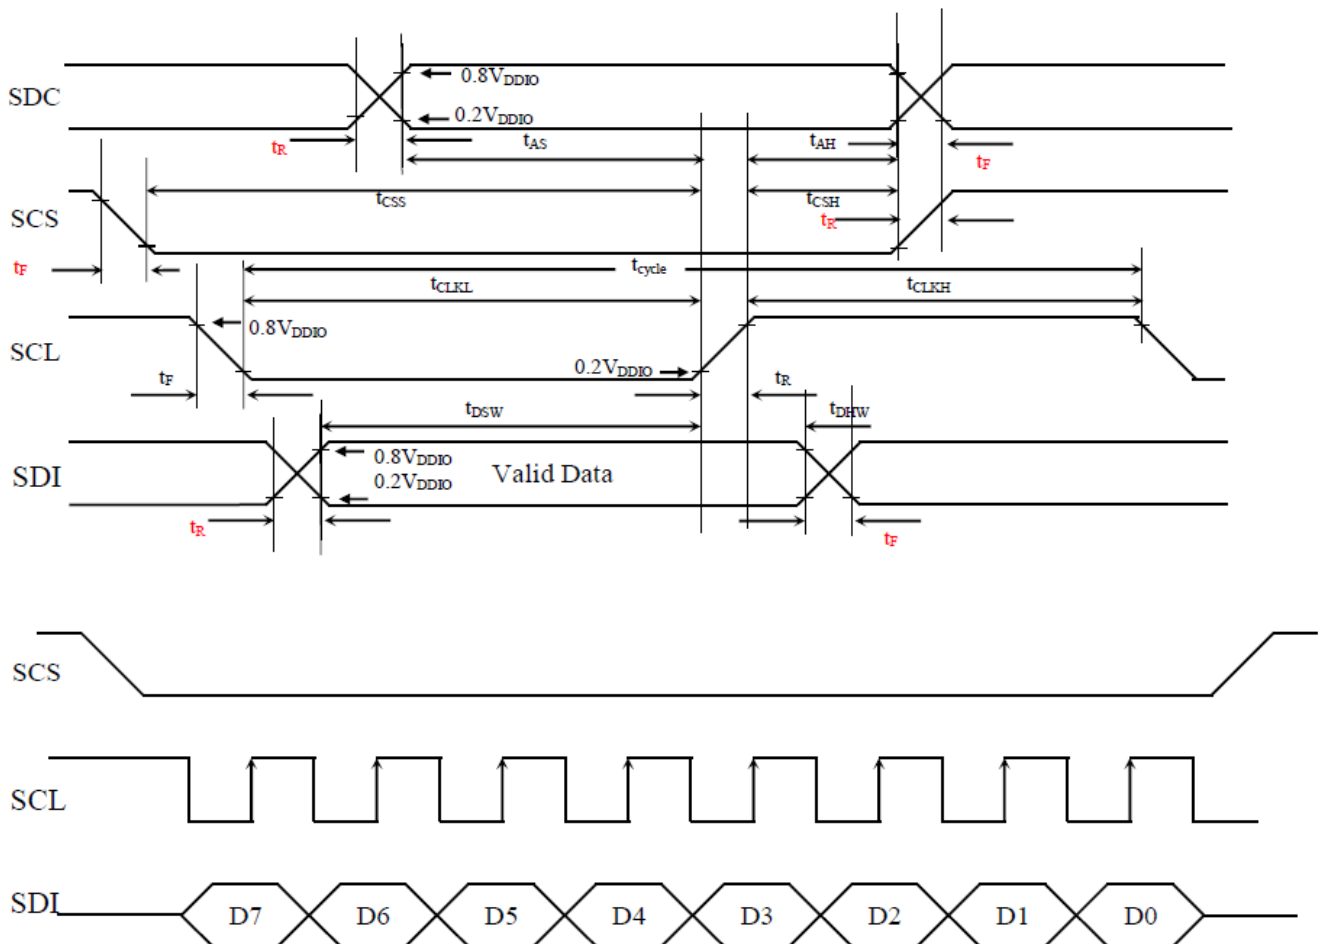 SDC
0.8VDDIO
0.2VDDIO
tR
tAS
tAH
tF
SCS
tCSS
tCSH
tR
tF
tcycle
tCLKL
tCLKH
SCL
0.8VDDIO
0.2VDDIO
tF
tR
tDSW
tDHW
SDI
0.8VDDIO
0.2VDDIO
Valid Data
tR
tF
SCS
SCL
SDI
D7 D6 D5 D4 D3 D2 D1 D0